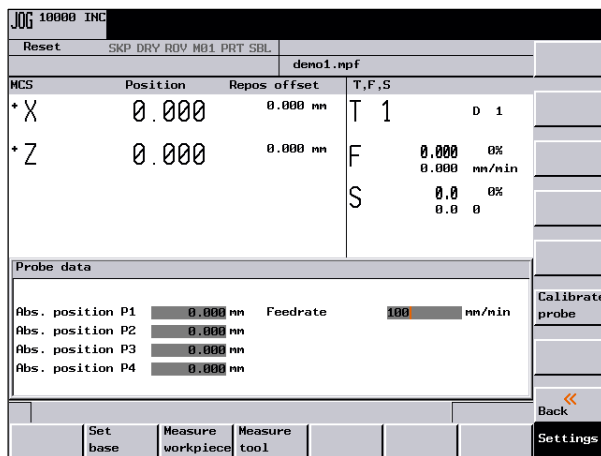 JOG 10000 INC
Reset SKP DRY ROV M01 PRT SBL
demo1.mpf
MCS Position Repos offset T,F,S
+X 0.000 0.000 mm T 1 D 1
+Z 0.000 0.000 mm F 0.000 0%
0.000 mm/min
S 0.0 0%
0.0 0
Probe data
Abs. position P1 0.000 mm Feedrate 100 mm/min
Abs. position P2 0.000 mm
Abs. position P3 0.000 mm
Abs. position P4 0.000 mm
Calibrate
probe
Back
Settings
Set
base
Measure
workpiece
Measure
tool